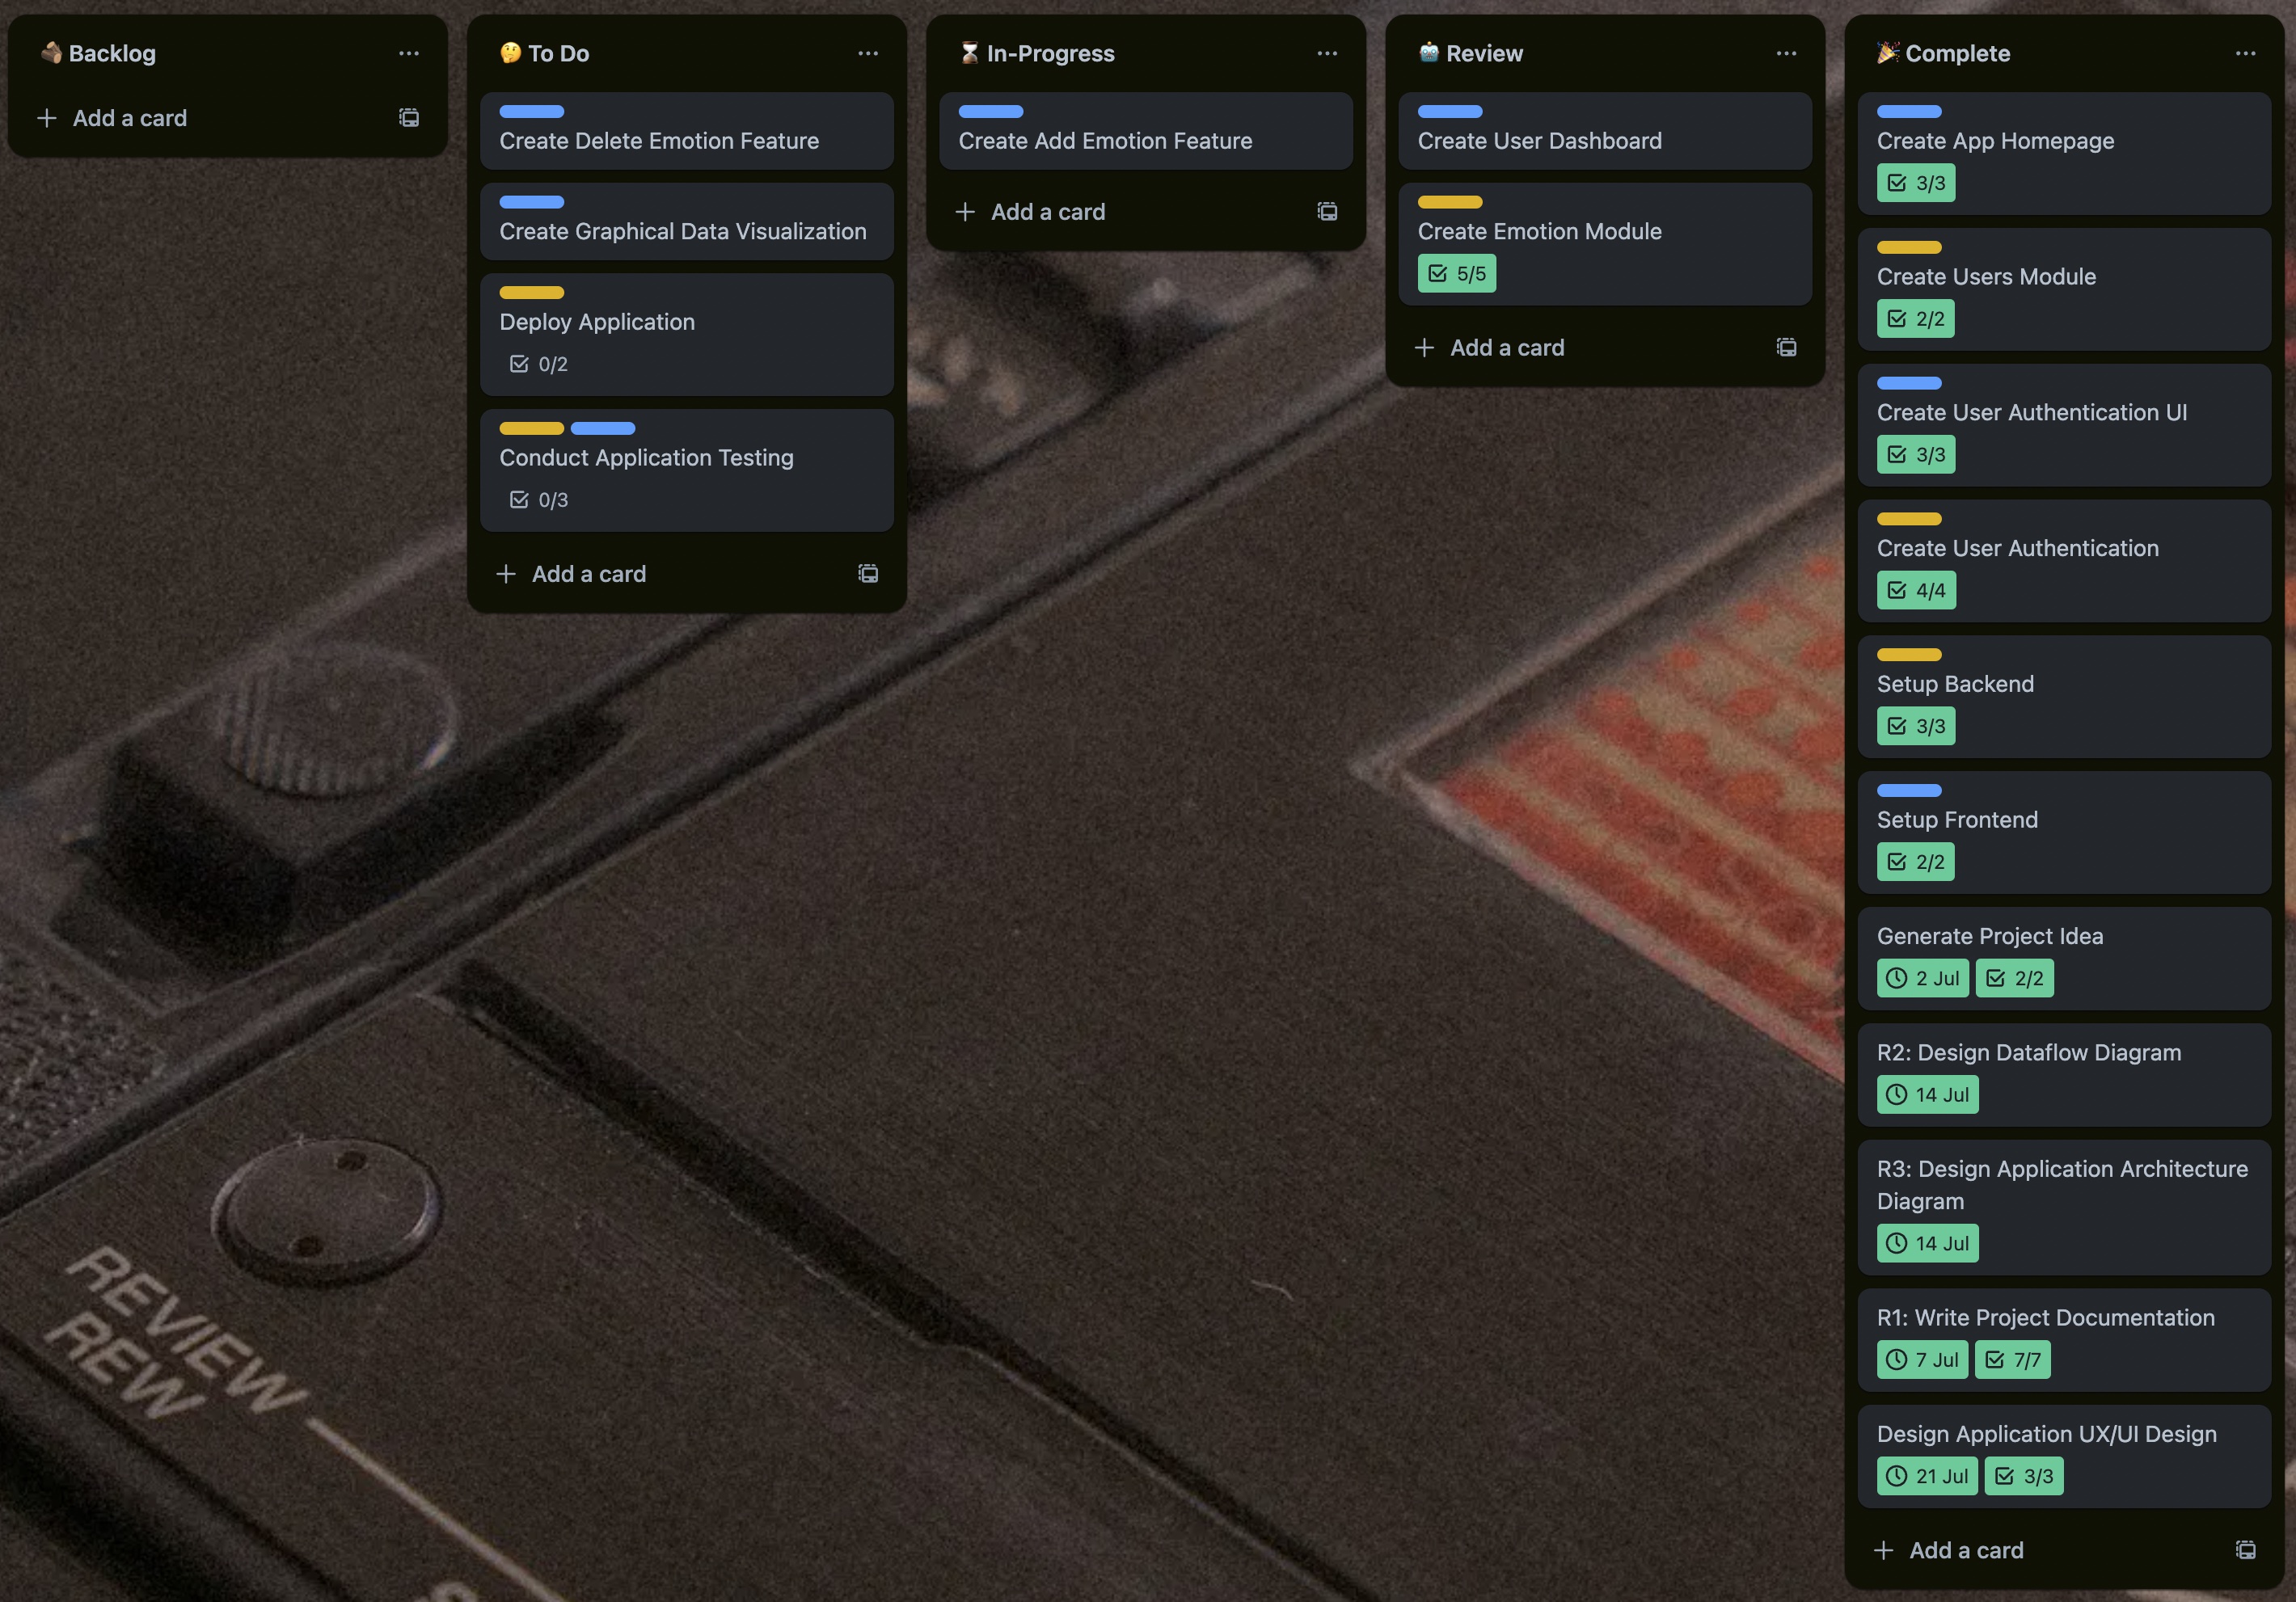 Backlog
Add a card
To Do
Create Delete Emotion Feature
Create Graphical Data Visualization
Deploy Application
0/2
Conduct Application Testing
0/3
Add a card
In-Progress
Create Add Emotion Feature
Add a card
Review
Create User Dashboard
Create Emotion Module
5/5
Add a card
Complete
Create App Homepage
3/3
Create Users Module
2/2
Create User Authentication UI
3/3
Create User Authentication
4/4
Setup Backend
3/3
Setup Frontend
2/2
Generate Project Idea
2 Jul 2/2
R2: Design Dataflow Diagram
14 Jul
R3: Design Application Architecture
Diagram
14 Jul
R1: Write Project Documentation
7 Jul 7/7
Design Application UX/UI Design
21 Jul 3/3
Add a card
REVIEW
REW